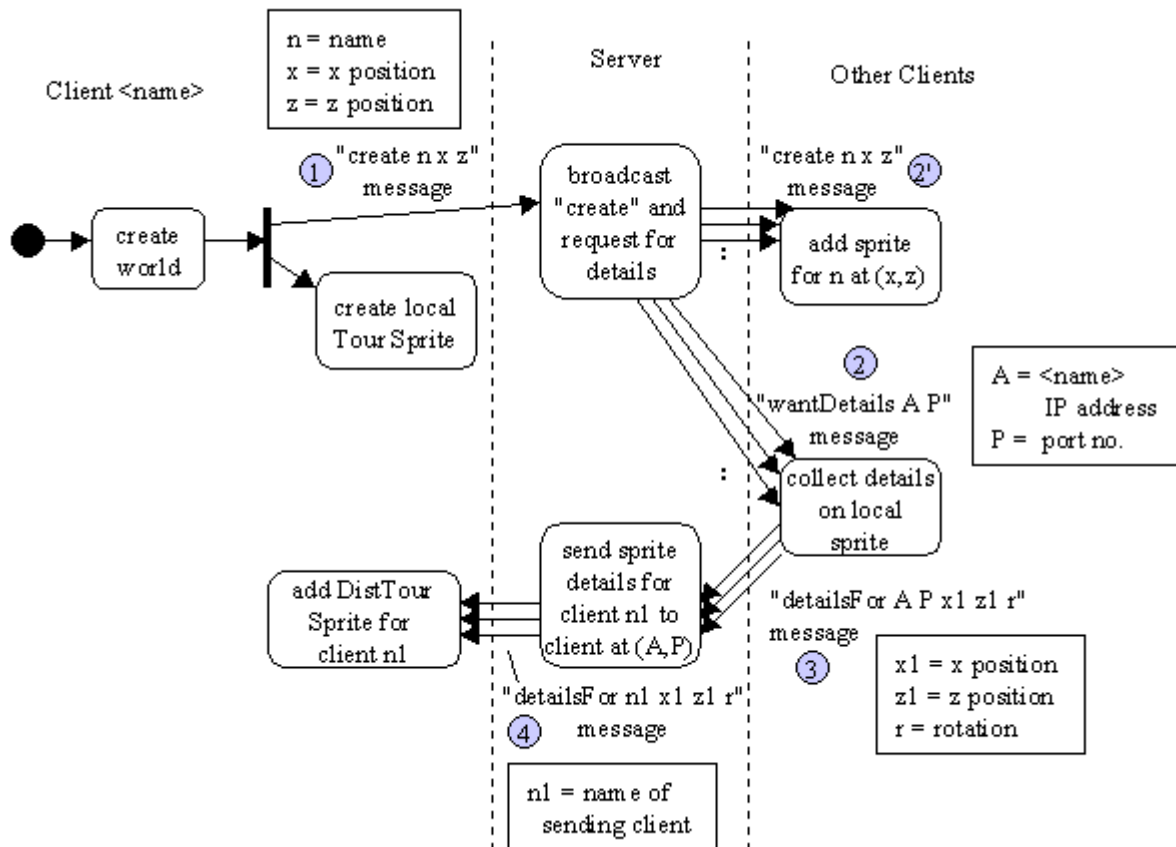 n = name
x = x position
z = z position
Client <name>
Server
Other Clients
1
"create n x z"
message
broadcast
"create" and
request for
details
"create n x z"
message
2'
create
world
add sprite
for n at (x,z)
:
create local
Tour Sprite
2
"wantDetails A P"
message
A = <name>
IP address
P = port no.
:
collect details
on local
sprite
send sprite
details for
client n1 to
client at (A,P)
add DistTour
Sprite for
client n1
"detailsFor A P x1 z1 r"
message
3
x1 = x position
z1 = z position
r = rotation
"detailsFor n1 x1 z1 r"
message
4
n1 = name of
sending client